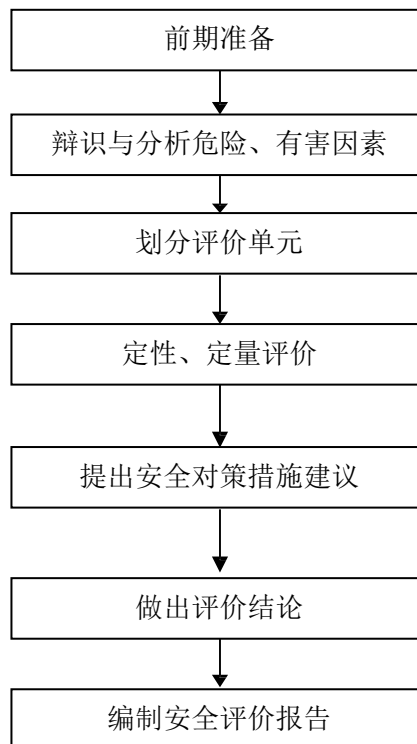 前期准备
辩识与分析危险、有害因素
划分评价单元
定性、定量评价
提出安全对策措施建议
做出评价结论
编制安全评价报告